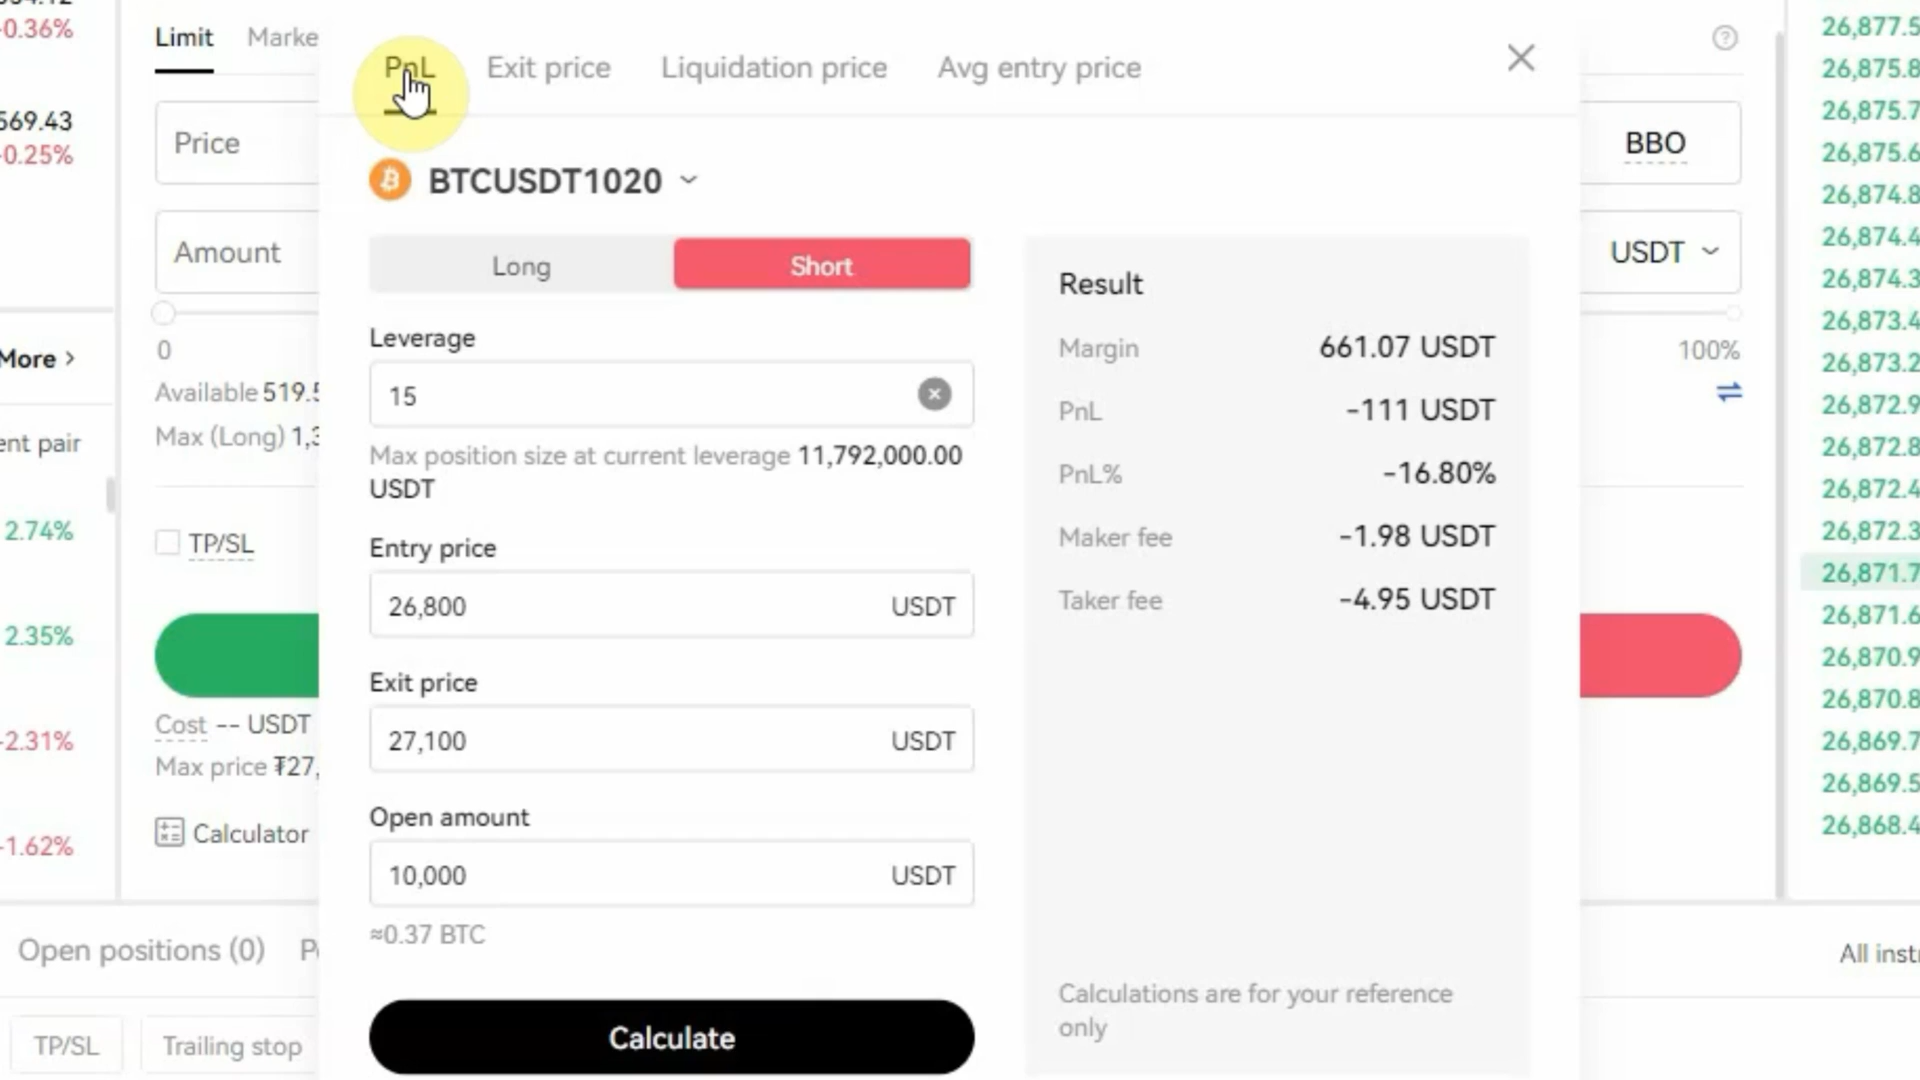 -0.36%
569.43
-0.25%
More >
ent pair
2.74%
2.35%
-2.31%
-1.62%
Limit Marke
Price
Amount
0
Available 519.5
Max (Long) 1,3
TP/SL
Cost -- USDT
Max price ₮27,
Calculator
PnL Exit price Liquidation price Avg entry price
BTCUSDT1020
Long Short
Leverage
15
Max position size at current leverage 11,792,000.00
USDT
Entry price
26,800 USDT
Exit price
27,100 USDT
Open amount
10,000 USDT
≈0.37 BTC
Calculate
Result
Margin 661.07 USDT
PnL -111 USDT
PnL% -16.80%
Maker fee -1.98 USDT
Taker fee -4.95 USDT
Calculations are for your reference
only
BBO
USDT
100%
26,877.5
26,875.8
26,875.7
26,875.6
26,874.8
26,874.4
26,874.3
26,873.4
26,873.2
26,872.9
26,872.8
26,872.4
26,872.3
26,871.7
26,871.6
26,870.9
26,870.8
26,869.7
26,869.5
26,868.4
Open positions (0)
All inst
TP/SL Trailing stop